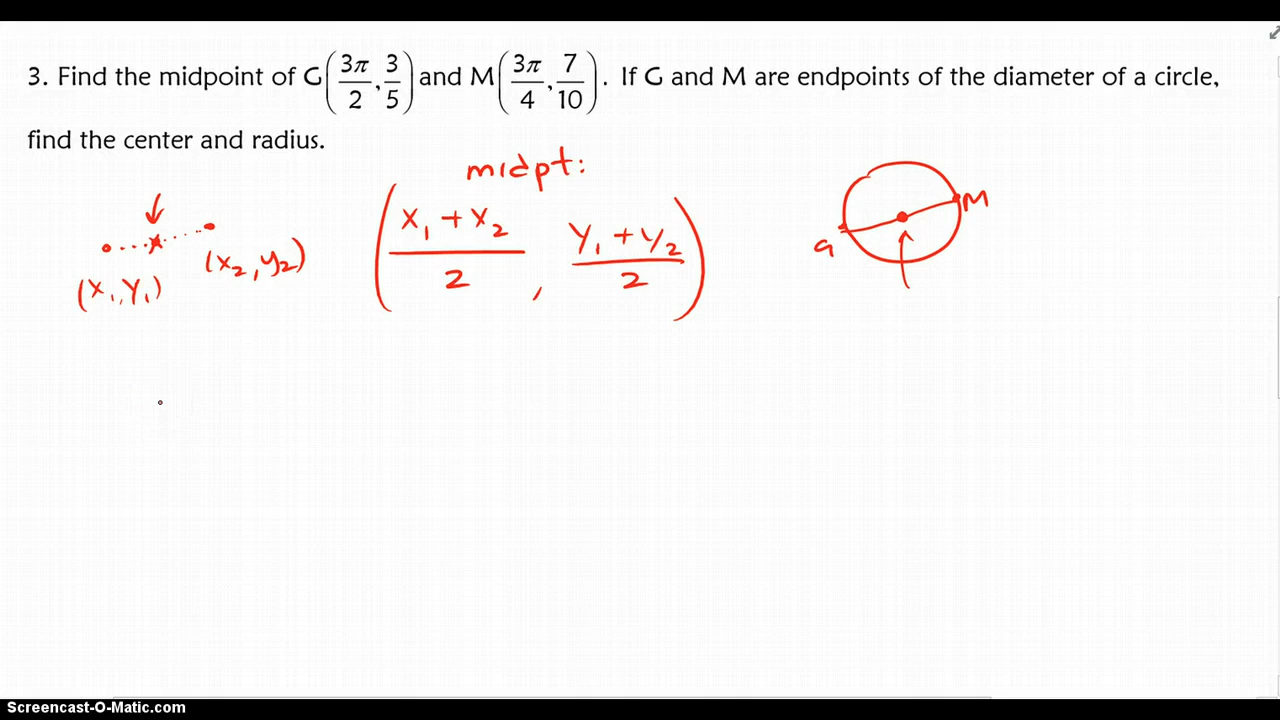 3. Find the midpoint of G(3π/2, 3/5) and M(3π/4, 7/10). If G and M are endpoints of the diameter of a circle,
find the center and radius.
midpt:
(x₁, y₁) (x₂, y₂) (x₁ + x₂ / 2, y₁ + y₂ / 2) G M
Screencast-O-Matic.com